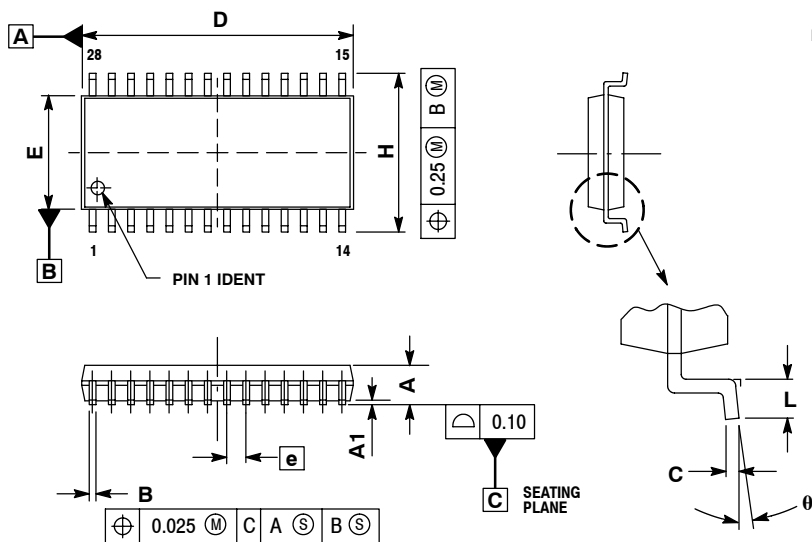 D
A
28
15
E
H
B Ⓜ
0.25 Ⓜ
⌖
1
14
B
PIN 1 IDENT
A
A1
e
B
⌓ 0.10
C
SEATING
PLANE
⌖ 0.025 Ⓜ C A Ⓢ B Ⓢ
L
C
θ